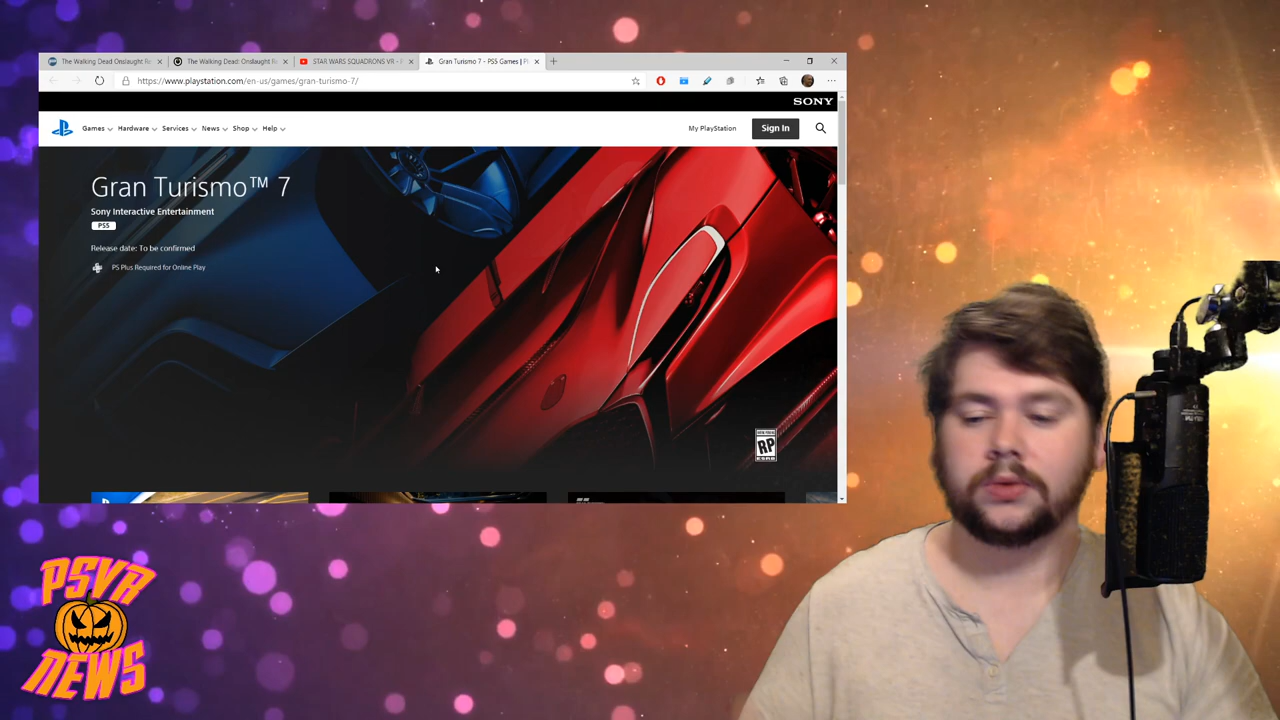 The Walking Dead Onslaught Re
The Walking Dead: Onslaught R
STAR WARS SQUADRONS VR -
Gran Turismo 7 - PS5 Games |
https://www.playstation.com/en-us/games/gran-turismo-7/
SONY
Games Hardware Services News Shop Help
My PlayStation Sign In
Gran Turismo™ 7
Sony Interactive Entertainment
PS5
Release date: To be confirmed
PS Plus Required for Online Play
RP
ESRB
PSVR
NEWS